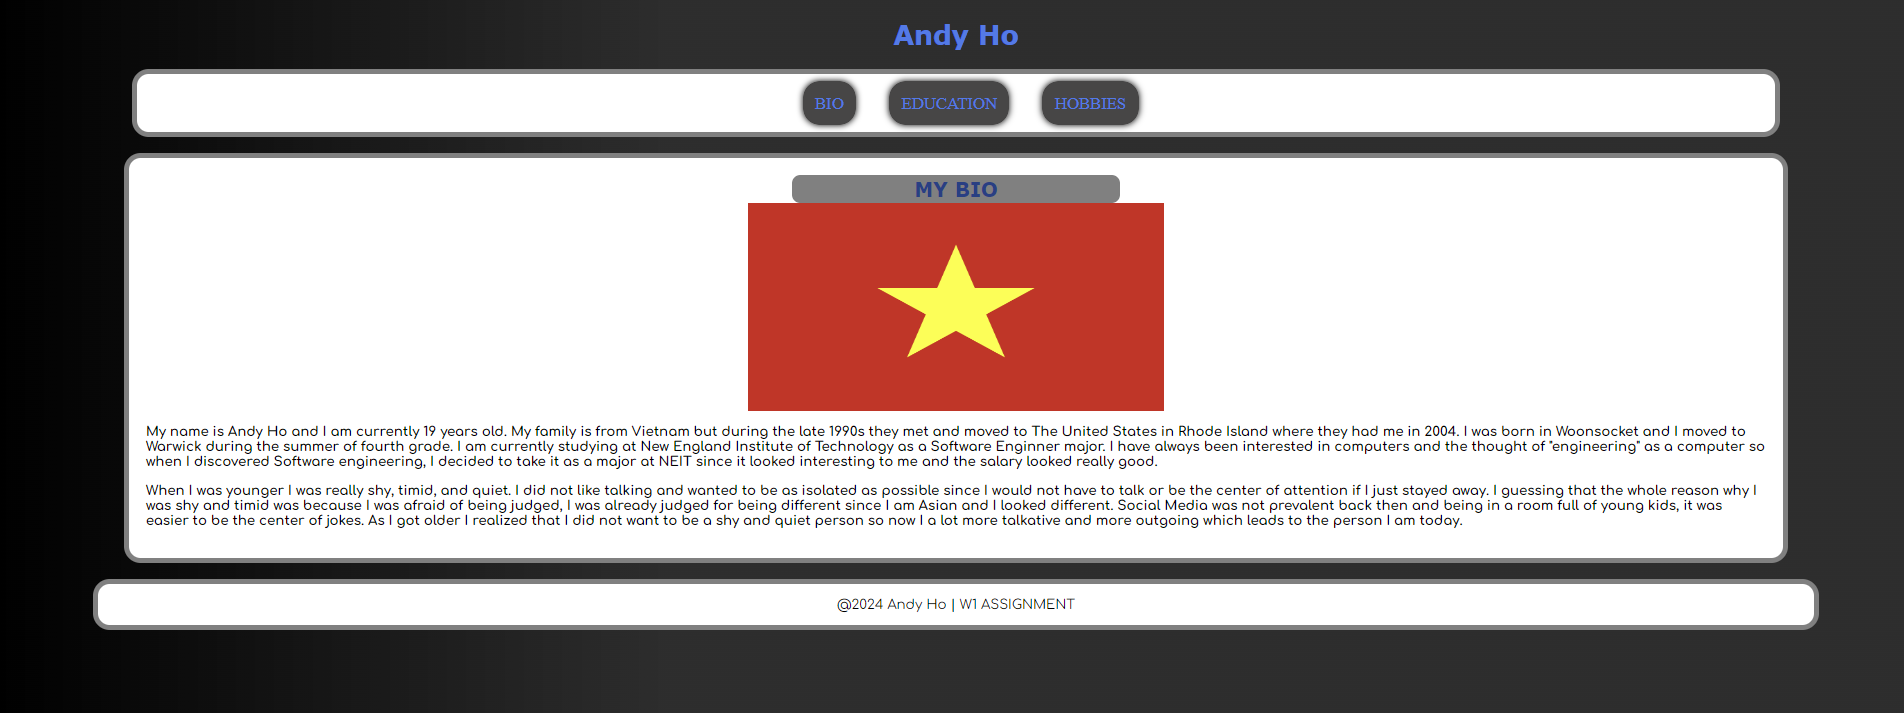 Andy Ho
BIO EDUCATION HOBBIES
MY BIO
My name is Andy Ho and I am currently 19 years old. My family is from Vietnam but during the late 1990s they met and moved to The United States in Rhode Island where they had me in 2004. I was born in Woonsocket and I moved to
Warwick during the summer of fourth grade. I am currently studying at New England Institute of Technology as a Software Enginner major. I have always been interested in computers and the thought of "engineering" as a computer so
when I discovered Software engineering, I decided to take it as a major at NEIT since it looked interesting to me and the salary looked really good.
When I was younger I was really shy, timid, and quiet. I did not like talking and wanted to be as isolated as possible since I would not have to talk or be the center of attention if I just stayed away. I guessing that the whole reason why I
was shy and timid was because I was afraid of being judged, I was already judged for being different since I am Asian and I looked different. Social Media was not prevalent back then and being in a room full of young kids, it was
easier to be the center of jokes. As I got older I realized that I did not want to be a shy and quiet person so now I a lot more talkative and more outgoing which leads to the person I am today.
@2024 Andy Ho | W1 ASSIGNMENT